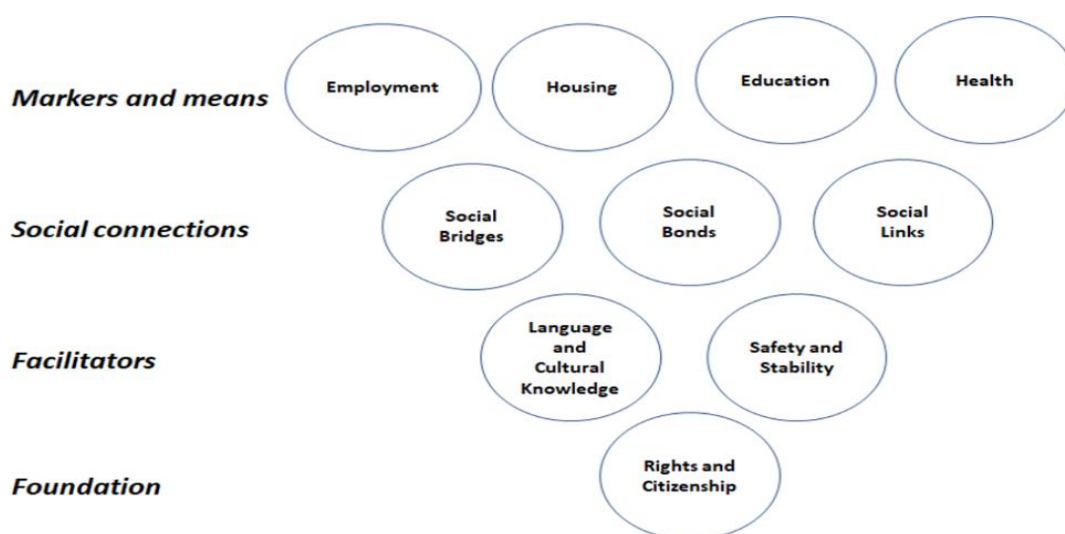 Markers and means
Employment
Housing
Education
Health
Social connections
Social
Bridges
Social
Bonds
Social
Links
Facilitators
Language
and
Cultural
Knowledge
Safety and
Stability
Foundation
Rights and
Citizenship